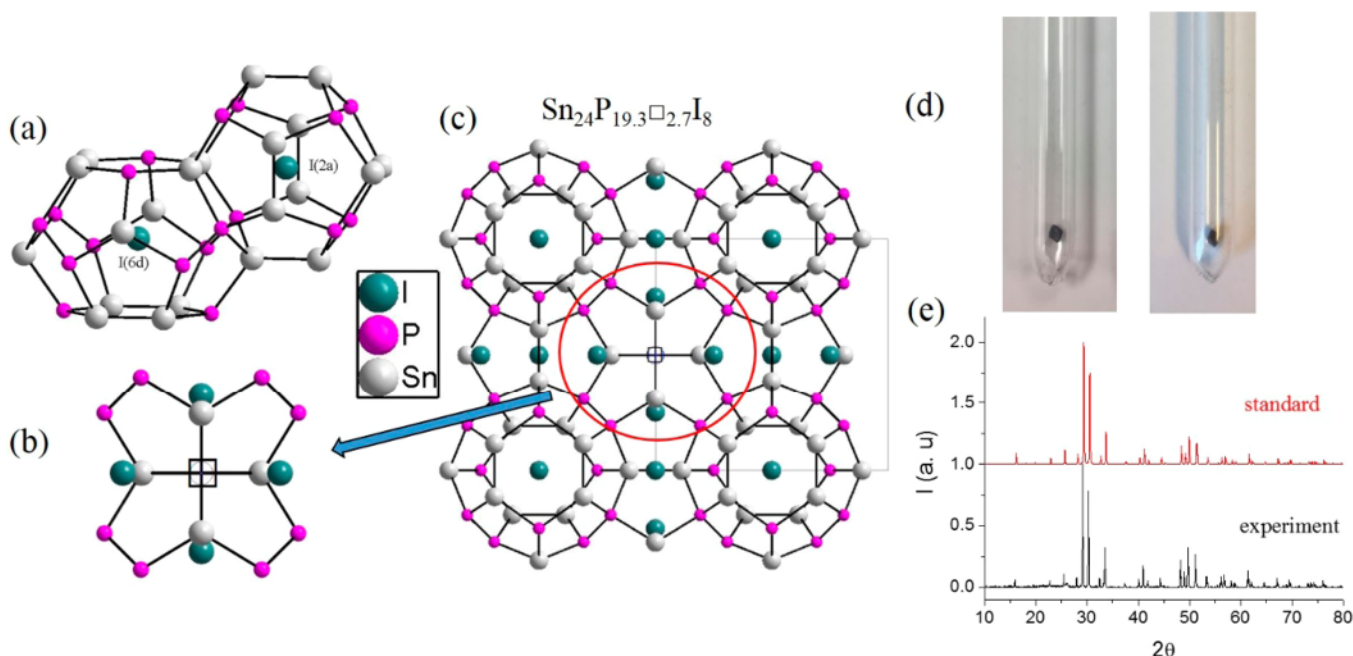 (a)
I(2a)
I(6d)
(b)
(c)
Sn₂₄P₁₉.₃□₂.₇I₈
I
P
Sn
(d)
(e)
2.0
1.5
1.0
0.5
0.0
I (a. u)
standard
experiment
10 20 30 40 50 60 70 80
2θ